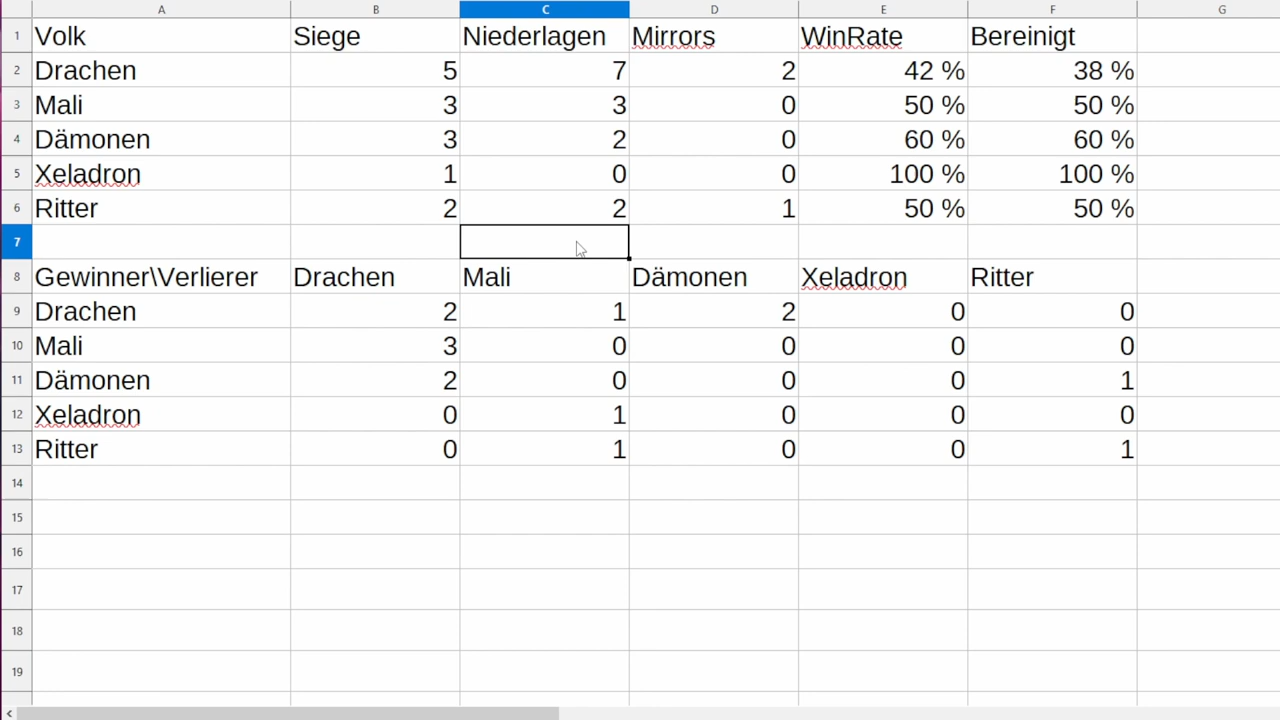 A B C D E F G
1 Volk Siege Niederlagen Mirrors WinRate Bereinigt
2 Drachen 5 7 2 42 % 38 %
3 Mali 3 3 0 50 % 50 %
4 Dämonen 3 2 0 60 % 60 %
5 Xeladron 1 0 0 100 % 100 %
6 Ritter 2 2 1 50 % 50 %
7
8 Gewinner\Verlierer Drachen Mali Dämonen Xeladron Ritter
9 Drachen 2 1 2 0 0
10 Mali 3 0 0 0 0
11 Dämonen 2 0 0 0 1
12 Xeladron 0 1 0 0 0
13 Ritter 0 1 0 0 1
14
15
16
17
18
19